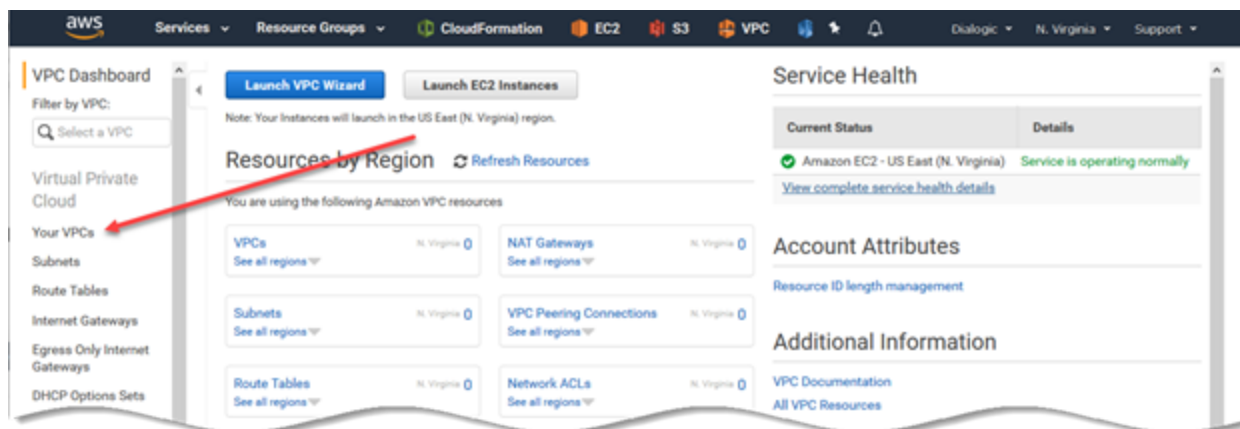 aws Services Resource Groups CloudFormation EC2 S3 VPC Dialogic N. Virginia Support
VPC Dashboard
Filter by VPC:
Select a VPC
Virtual Private
Cloud
Your VPCs
Subnets
Route Tables
Internet Gateways
Egress Only Internet
Gateways
DHCP Options Sets
Launch VPC Wizard Launch EC2 Instances
Note: Your Instances will launch in the US East (N. Virginia) region.
Resources by Region Refresh Resources
You are using the following Amazon VPC resources
VPCs N. Virginia 0
See all regions
NAT Gateways N. Virginia 0
See all regions
Subnets N. Virginia 0
See all regions
VPC Peering Connections N. Virginia 0
See all regions
Route Tables N. Virginia 0
See all regions
Network ACLs N. Virginia 0
See all regions
Service Health
Current Status Details
Amazon EC2 - US East (N. Virginia) Service is operating normally
View complete service health details
Account Attributes
Resource ID length management
Additional Information
VPC Documentation
All VPC Resources